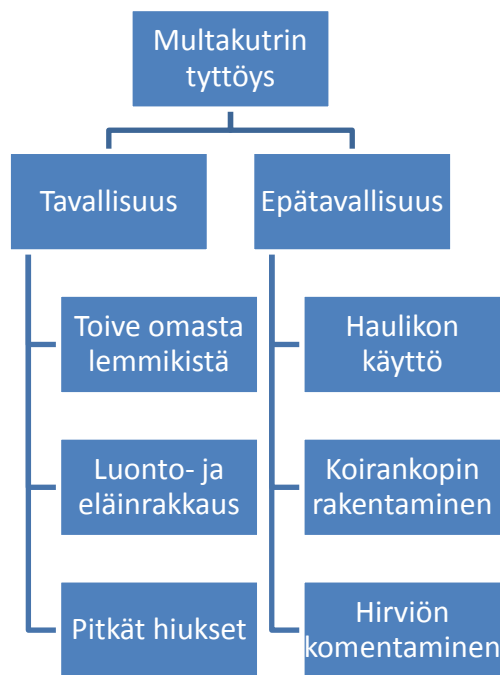 Multakutrin
tyttöys
Tavallisuus
Epätavallisuus
Toive omasta
lemmikistä
Haulikon
käyttö
Luonto- ja
eläinrakkaus
Koirankopin
rakentaminen
Pitkät hiukset
Hirviön
komentaminen